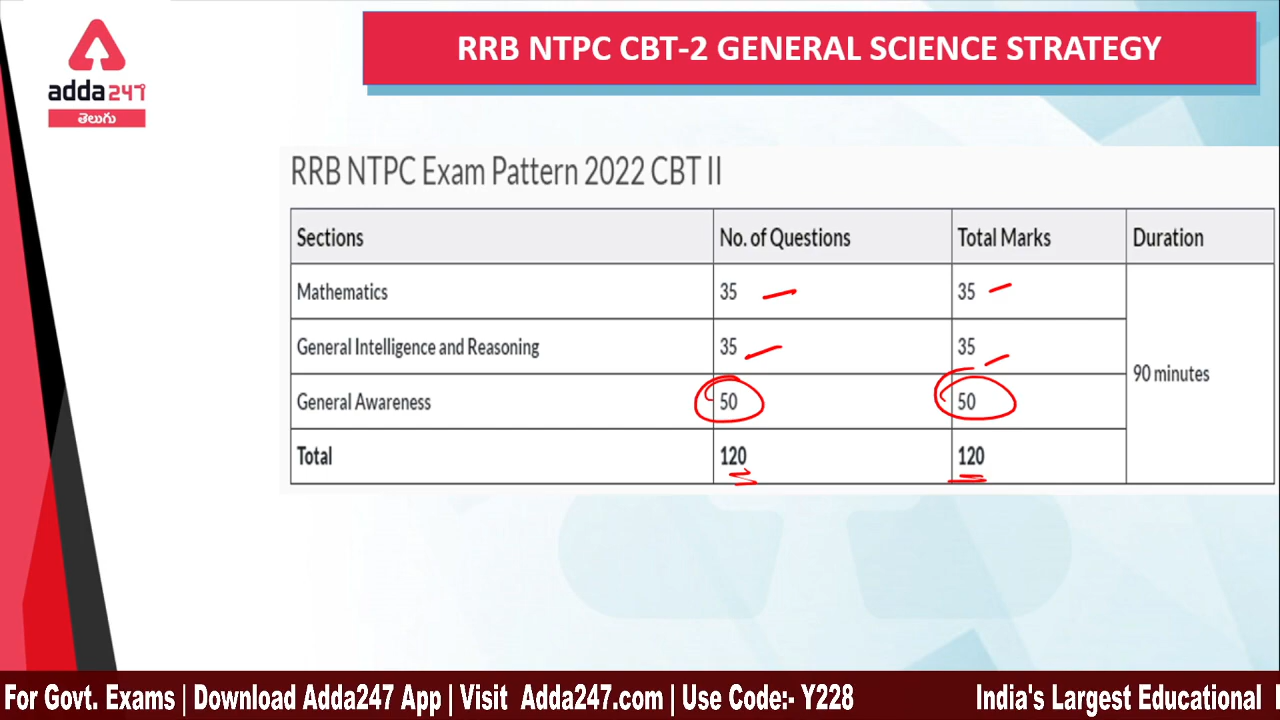 RRB NTPC CBT-2 GENERAL SCIENCE STRATEGY
adda247
తెలుగు
RRB NTPC Exam Pattern 2022 CBT II
Sections No. of Questions Total Marks Duration
Mathematics 35 35
General Intelligence and Reasoning 35 35
90 minutes
General Awareness 50 50
Total 120 120
For Govt. Exams | Download Adda247 App | Visit Adda247.com | Use Code:- Y228 India's Largest Educational